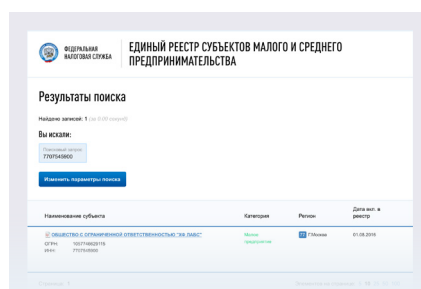 ФЕДЕРАЛЬНАЯ
НАЛОГОВАЯ СЛУЖБА
ЕДИНЫЙ РЕЕСТР СУБЪЕКТОВ МАЛОГО И СРЕДНЕГО
ПРЕДПРИНИМАТЕЛЬСТВА
Результаты поиска
Найдено записей: 1
Вы искали:
Поисковый запрос
7707545900
Изменить параметры поиска
Наименование субъекта Категория Регион Дата вкл. в
реестр
ОБЩЕСТВО С ОГРАНИЧЕННОЙ ОТВЕТСТВЕННОСТЬЮ Малое
предприятие
77 Г.Москва 01.08.2016
ОГРН:
ИНН: 7707545900